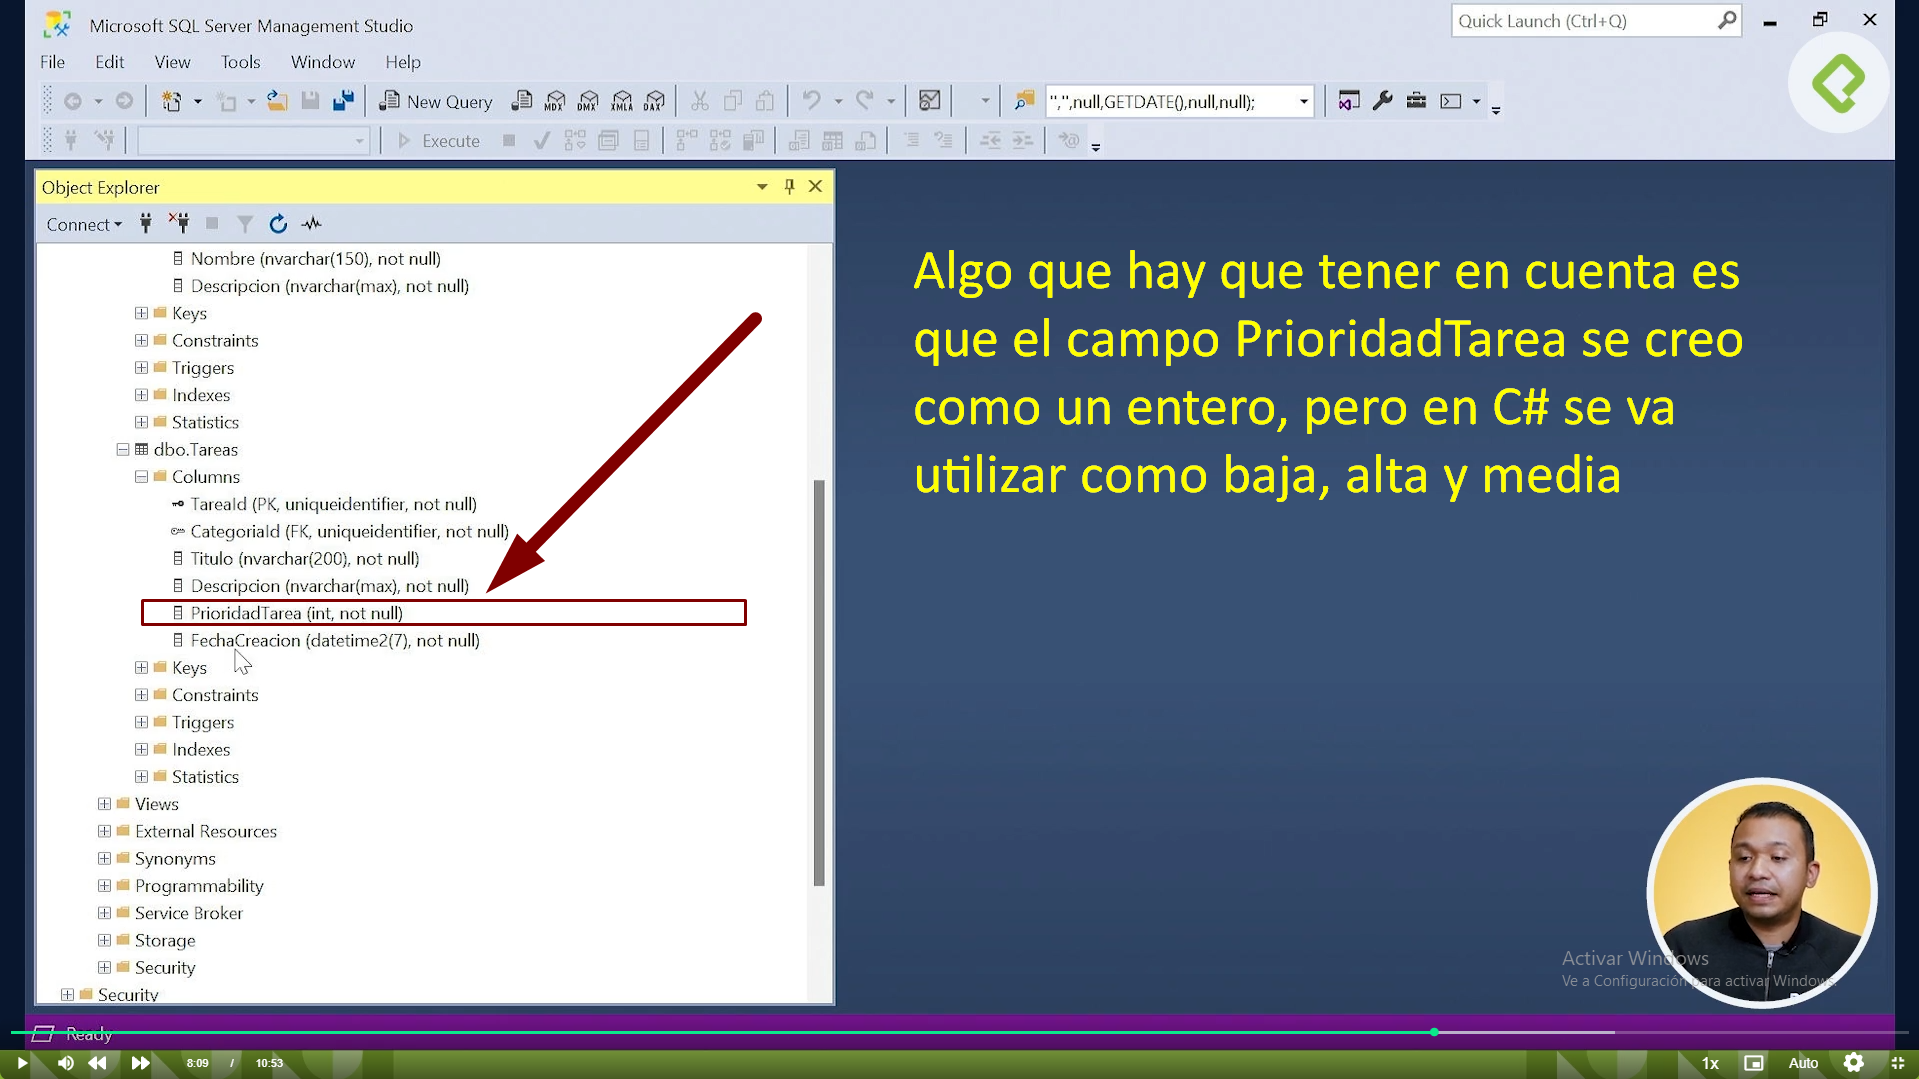 Microsoft SQL Server Management Studio
Quick Launch (Ctrl+Q)
File Edit View Tools Window Help
New Query MDX DMX XMLA DAX "","",null,GETDATE(),null,null);
Execute
Object Explorer
Connect
Nombre (nvarchar(150), not null)
Descripcion (nvarchar(max), not null)
Keys
Constraints
Triggers
Indexes
Statistics
dbo.Tareas
Columns
TareaId (PK, uniqueidentifier, not null)
CategoriaId (FK, uniqueidentifier, not null)
Titulo (nvarchar(200), not null)
Descripcion (nvarchar(max), not null)
PrioridadTarea (int, not null)
FechaCreacion (datetime2(7), not null)
Keys
Constraints
Triggers
Indexes
Statistics
Views
External Resources
Synonyms
Programmability
Service Broker
Storage
Security
Security
Algo que hay que tener en cuenta es
que el campo PrioridadTarea se creo
como un entero, pero en C# se va
utilizar como baja, alta y media
Activar Windows
Ve a Configuración para activar Windows.
Ready
8:09 / 10:53
1x Auto